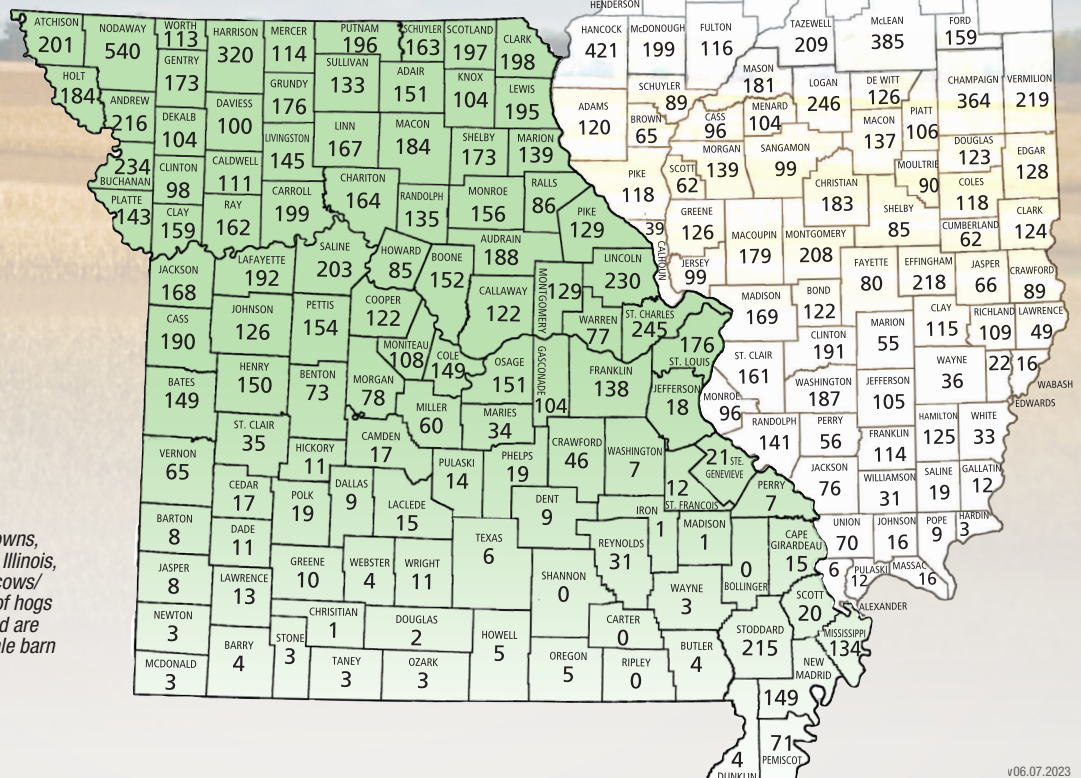 HENDERSON
ATCHISON
201
NODAWAY
540
WORTH
113
HARRISON
320
MERCER
114
PUTNAM
196
SCHUYLER
163
SCOTLAND
197
CLARK
198
HANCOCK
421
McDONOUGH
199
FULTON
116
TAZEWELL
209
McLEAN
385
FORD
159
HOLT
184
GENTRY
173
GRUNDY
176
SULLIVAN
133
ADAIR
151
KNOX
104
LEWIS
195
ADAMS
120
SCHUYLER
89
MASON
181
LOGAN
246
DE WITT
126
CHAMPAIGN
364
VERMILION
219
ANDREW
216
DEKALB
104
DAVIESS
100
LIVINGSTON
145
LINN
167
MACON
184
SHELBY
173
MARION
139
BROWN
65
CASS
96
MENARD
104
MACON
137
PIATT
106
DOUGLAS
123
EDGAR
128
234
BUCHANAN
CLINTON
98
CALDWELL
111
CARROLL
199
CHARITON
164
RANDOLPH
135
MONROE
156
RALLS
86
PIKE
118
SCOTT
62
MORGAN
139
SANGAMON
99
CHRISTIAN
183
MOULTRIE
90
COLES
118
PLATTE
143
CLAY
159
RAY
162
PIKE
129
39
CALHOUN
GREENE
126
MACOUPIN
179
MONTGOMERY
208
SHELBY
85
CUMBERLAND
62
CLARK
124
JACKSON
168
LAFAYETTE
192
SALINE
203
HOWARD
85
BOONE
152
AUDRAIN
188
LINCOLN
230
JERSEY
99
FAYETTE
80
EFFINGHAM
218
JASPER
66
CRAWFORD
89
CASS
190
JOHNSON
126
PETTIS
154
COOPER
122
CALLAWAY
122
MONTGOMERY
129
WARREN
77
ST. CHARLES
245
MADISON
169
BOND
122
MARION
55
CLAY
115
RICHLAND
109
LAWRENCE
49
MONITEAU
108
COLE
149
OSAGE
151
GASCONADE
104
FRANKLIN
138
176
ST. LOUIS
ST. CLAIR
161
CLINTON
191
WAYNE
36
22
16
WABASH
EDWARDS
BATES
149
HENRY
150
BENTON
73
MORGAN
78
MILLER
60
MARIES
34
JEFFERSON
18
MONROE
96
WASHINGTON
187
JEFFERSON
105
VERNON
65
ST. CLAIR
35
HICKORY
11
CAMDEN
17
PULASKI
14
PHELPS
19
CRAWFORD
46
WASHINGTON
7
21
STE.
GENEVIEVE
RANDOLPH
141
PERRY
56
FRANKLIN
114
HAMILTON
125
WHITE
33
CEDAR
17
POLK
19
DALLAS
9
LACLEDE
15
DENT
9
IRON
1
12
ST. FRANCOIS
PERRY
7
JACKSON
76
WILLIAMSON
31
SALINE
19
GALLATIN
12
BARTON
8
DADE
11
TEXAS
6
REYNOLDS
31
MADISON
1
CAPE
GIRARDEAU
15
UNION
70
JOHNSON
16
POPE
9
HARDIN
3
JASPER
8
LAWRENCE
13
GREENE
10
WEBSTER
4
WRIGHT
11
SHANNON
0
WAYNE
3
0
BOLLINGER
6
ALEXANDER
PULASKI
12
MASSAC
16
NEWTON
3
BARRY
4
STONE
3
CHRISITIAN
1
DOUGLAS
2
HOWELL
5
CARTER
0
BUTLER
4
STODDARD
215
SCOTT
20
MISSISSIPPI
134
MCDONALD
3
TANEY
3
OZARK
3
OREGON
5
RIPLEY
0
NEW
MADRID
149
4
DUNKLIN
71
PEMISCOT
owns,
Illinois,
cows/
of hogs
d are
le barn
v06.07.2023